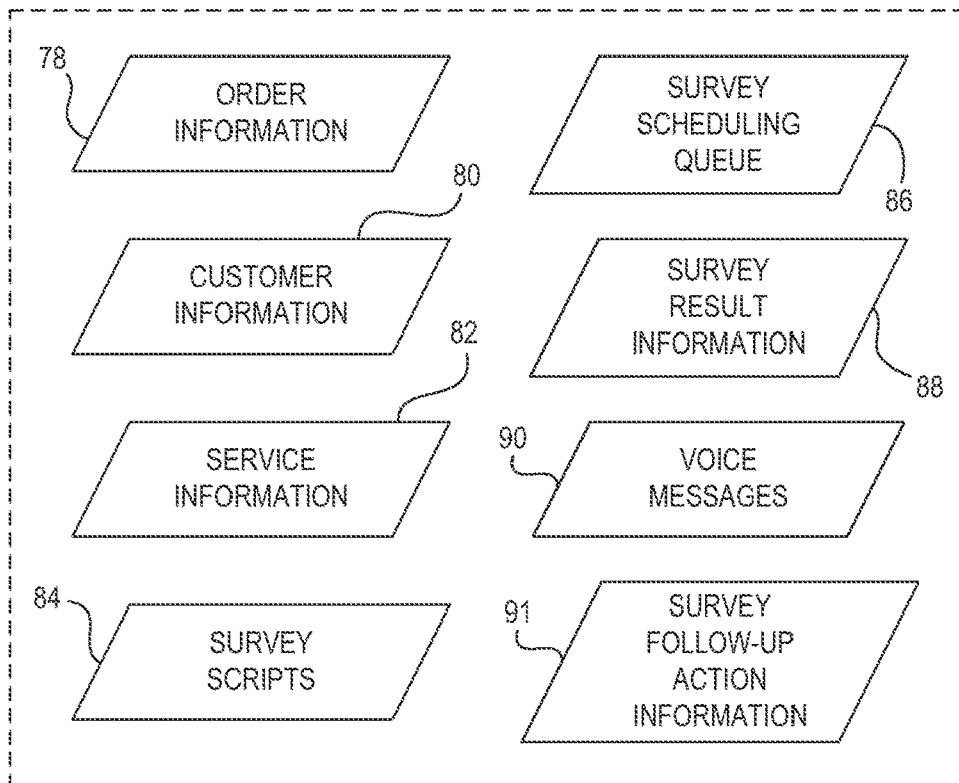 78
ORDER
INFORMATION
80
CUSTOMER
INFORMATION
82
SERVICE
INFORMATION
84
SURVEY
SCRIPTS
SURVEY
SCHEDULING
QUEUE
86
SURVEY
RESULT
INFORMATION
88
90
VOICE
MESSAGES
91
SURVEY
FOLLOW-UP
ACTION
INFORMATION